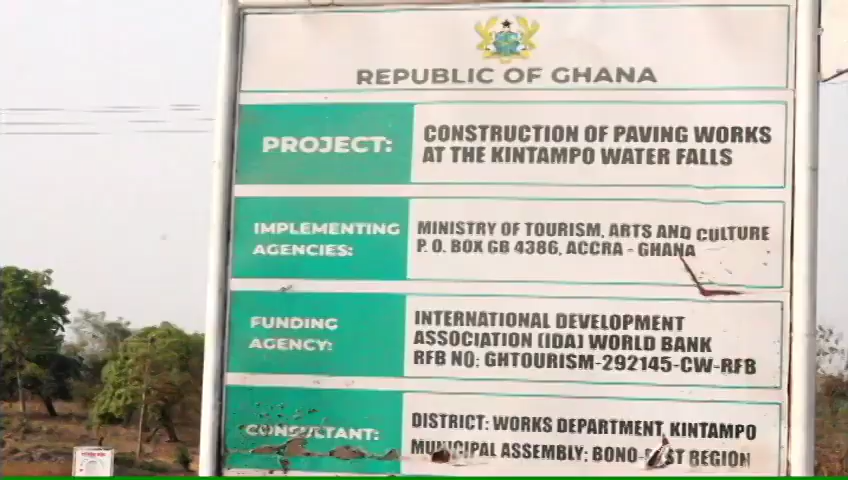 REPUBLIC OF GHANA
PROJECT:
CONSTRUCTION OF PAVING WORKS
AT THE KINTAMPO WATER FALLS
IMPLEMENTING
AGENCIES:
MINISTRY OF TOURISM, ARTS AND CULTURE
P. O. BOX GB 4386, ACCRA - GHANA
FUNDING
AGENCY:
INTERNATIONAL DEVELOPMENT
ASSOCIATION (IDA) WORLD BANK
RFB NO: GHTOURISM-292145-CW-RFB
CONSULTANT:
DISTRICT: WORKS DEPARTMENT, KINTAMPO
MUNICIPAL ASSEMBLY: BONO-EAST REGION